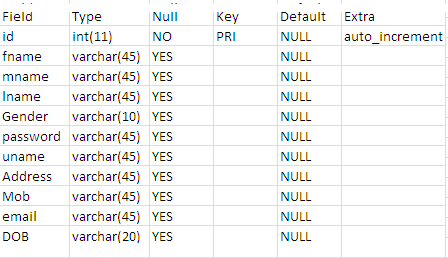 Field Type Null Key Default Extra
id int(11) NO PRI NULL auto_increment
fname varchar(45) YES NULL
mname varchar(45) YES NULL
lname varchar(45) YES NULL
Gender varchar(10) YES NULL
password varchar(45) YES NULL
uname varchar(45) YES NULL
Address varchar(45) YES NULL
Mob varchar(45) YES NULL
email varchar(45) YES NULL
DOB varchar(20) YES NULL